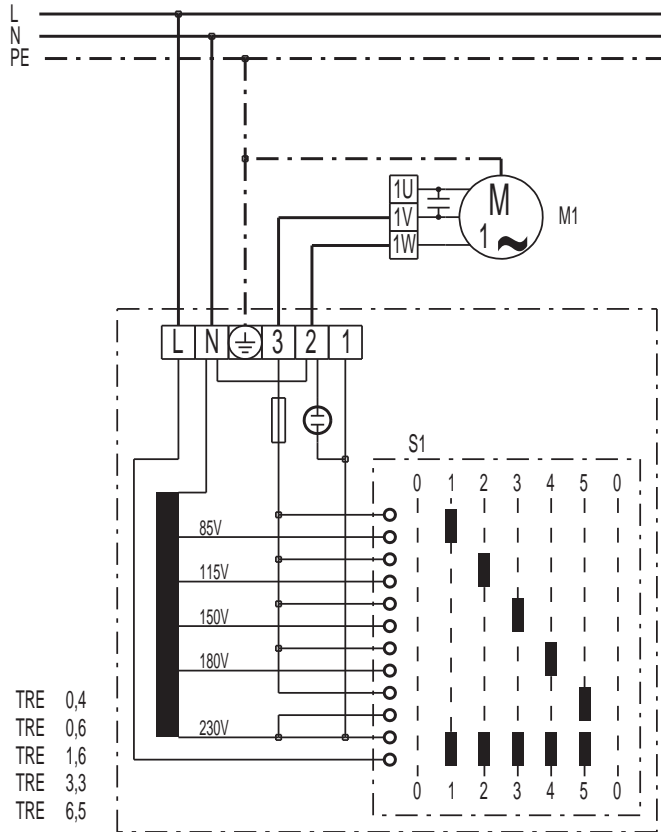 L
N
PE
1U
1V
1W
M
1
M1
L N 3 2 1
S1
0 1 2 3 4 5 0
85V
115V
150V
180V
230V
0 1 2 3 4 5 0
TRE 0,4
TRE 0,6
TRE 1,6
TRE 3,3
TRE 6,5